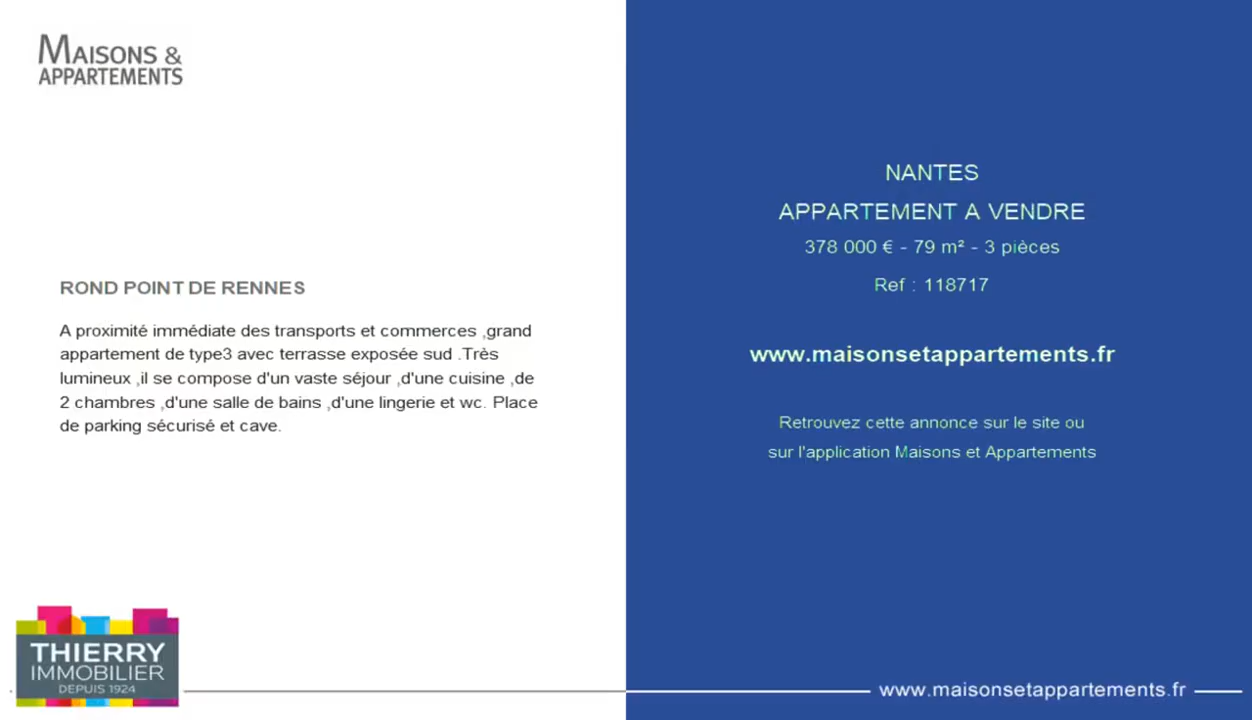 MAISONS &
APPARTEMENTS
ROND POINT DE RENNES
A proximité immédiate des transports et commerces ,grand
appartement de type3 avec terrasse exposée sud .Très
lumineux ,il se compose d'un vaste séjour ,d'une cuisine ,de
2 chambres ,d'une salle de bains ,d'une lingerie et wc. Place
de parking sécurisé et cave.
THIERRY
IMMOBILIER
DEPUIS 1924
NANTES
APPARTEMENT A VENDRE
378 000 € - 79 m² - 3 pièces
Ref : 118717
www.maisonsetappartements.fr
Retrouvez cette annonce sur le site ou
sur l'application Maisons et Appartements
www.maisonsetappartements.fr